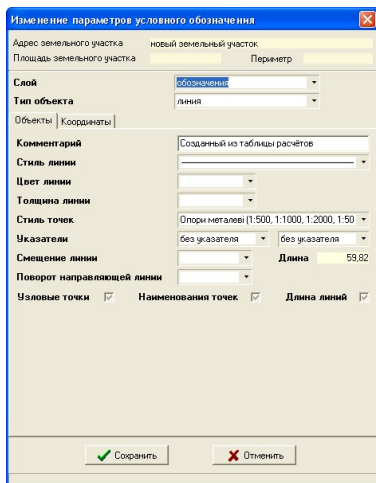 Изменение параметров условного обозначения
Адрес земельного участка новый земельный участок
Площадь земельного участка Периметр
Слой обозначения
Тип объекта линия
Объекты Координаты
Комментарий Созданный из таблицы расчётов
Стиль линии
Цвет линии
Толщина линии
Стиль точек Опори металеві (1:500, 1:1000, 1:2000, 1:50
Указатели без указателя без указателя
Смещение линии Длина 59,82
Поворот направляющей линии
Узловые точки Наименования точек Длина линий
Сохранить Отменить